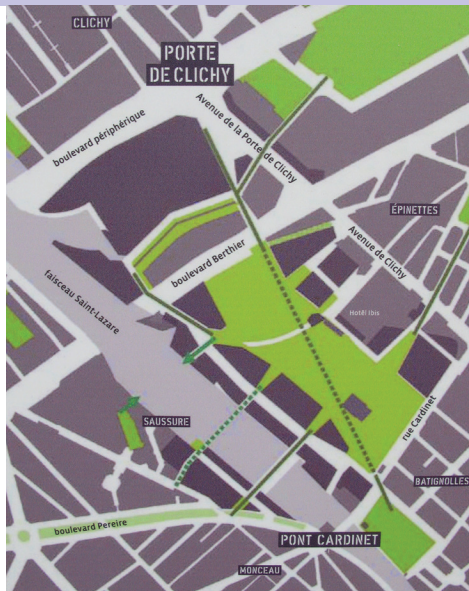 CLICHY
PORTE
DE CLICHY
boulevard périphérique
Avenue de la Porte de Clichy
ÉPINETTES
boulevard Berthier
Avenue de Clichy
faisceau Saint-Lazare
Hotêl Ibis
rue Cardinet
SAUSSURE
BATIGNOLLES
boulevard Pereire
PONT CARDINET
MONCEAU